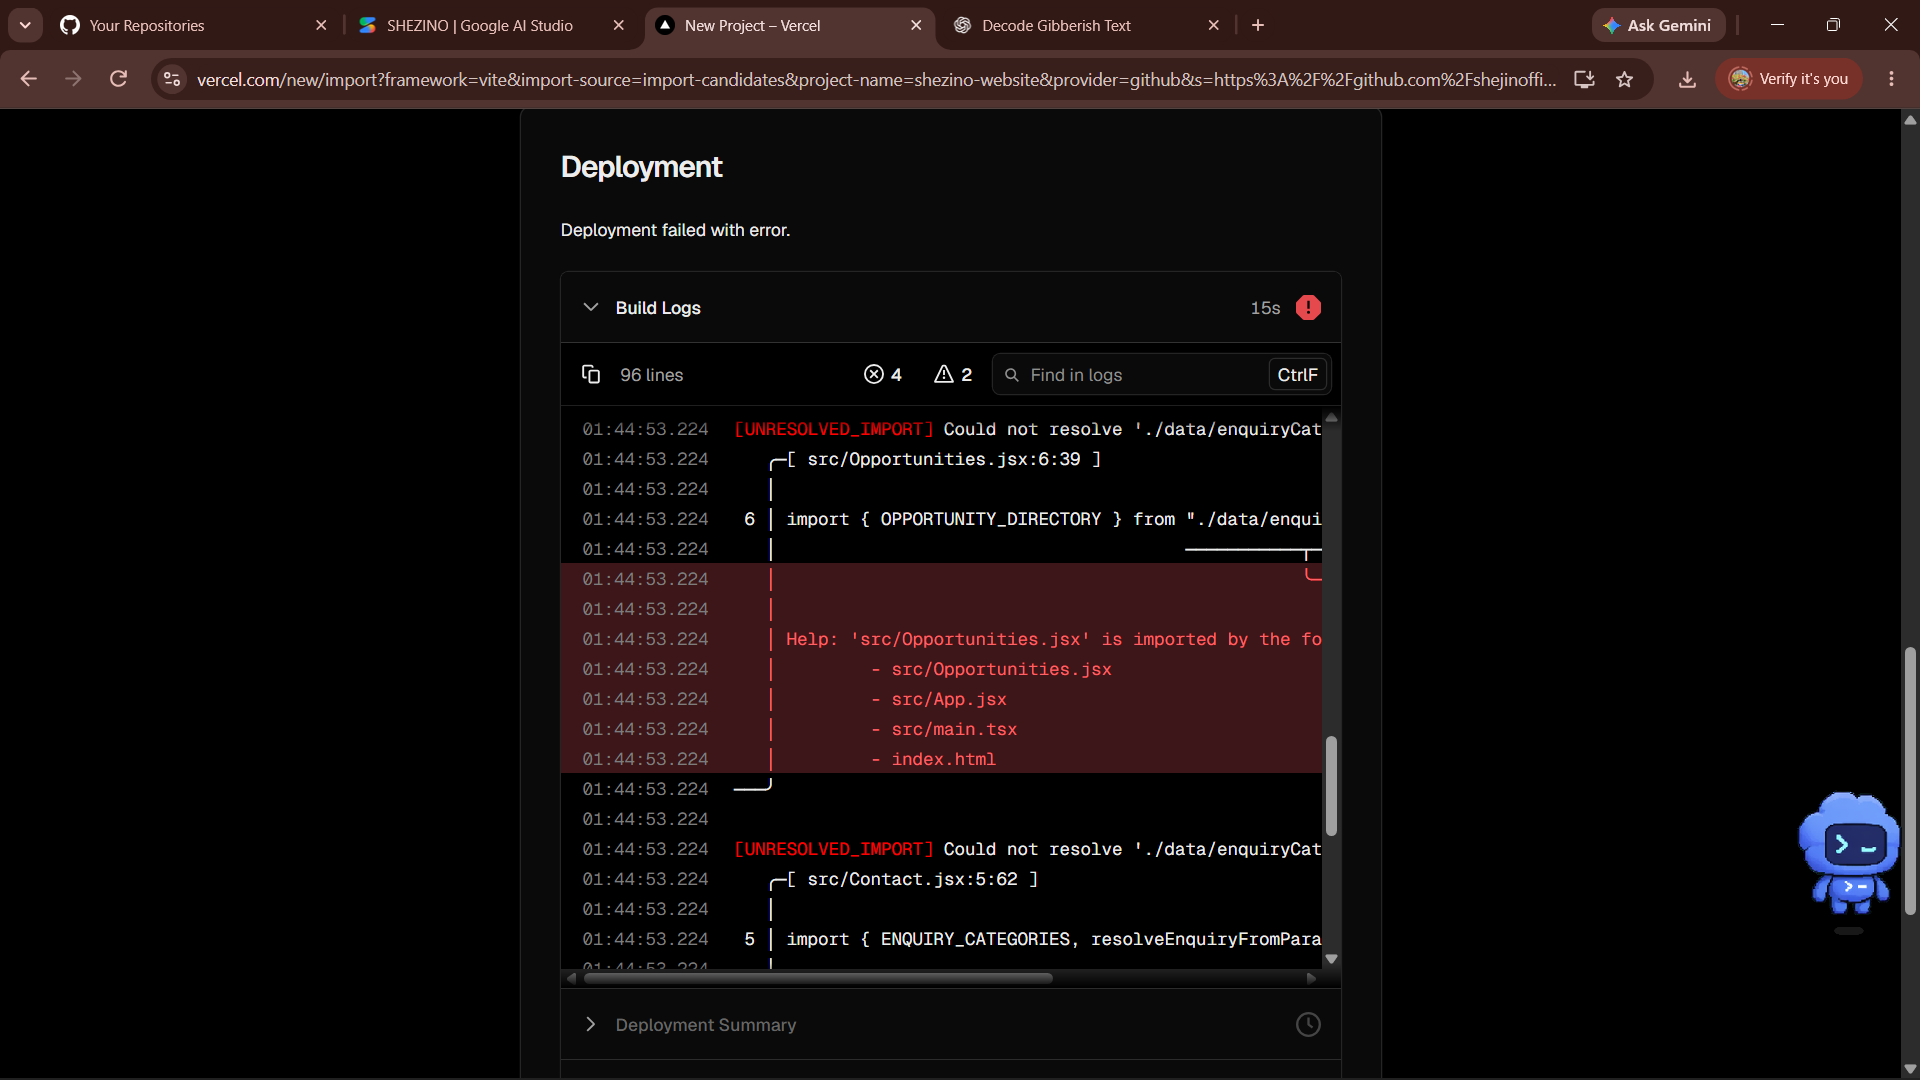 Your Repositories
SHEZINO | Google AI Studio
New Project – Vercel
Decode Gibberish Text
Ask Gemini
vercel.com/new/import?framework=vite&import-source=import-candidates&project-name=shezino-website&provider=github&s=https%3A%2F%2Fgithub.com%2Fshejinoffi...
Verify it's you
Deployment
Deployment failed with error.
Build Logs
15s
96 lines
4
2
Find in logs
CtrlF
01:44:53.224 [UNRESOLVED_IMPORT] Could not resolve './data/enquiryCat
01:44:53.224 ╭─[ src/Opportunities.jsx:6:39 ]
01:44:53.224 │
01:44:53.224 6 │ import { OPPORTUNITY_DIRECTORY } from "./data/enqui
01:44:53.224 │
01:44:53.224 │
01:44:53.224 │
01:44:53.224 │ Help: 'src/Opportunities.jsx' is imported by the fo
01:44:53.224 │ - src/Opportunities.jsx
01:44:53.224 │ - src/App.jsx
01:44:53.224 │ - src/main.tsx
01:44:53.224 │ - index.html
01:44:53.224 ───╯
01:44:53.224
01:44:53.224 [UNRESOLVED_IMPORT] Could not resolve './data/enquiryCat
01:44:53.224 ╭─[ src/Contact.jsx:5:62 ]
01:44:53.224 │
01:44:53.224 5 │ import { ENQUIRY_CATEGORIES, resolveEnquiryFromPara
01:44:53.224 │
Deployment Summary